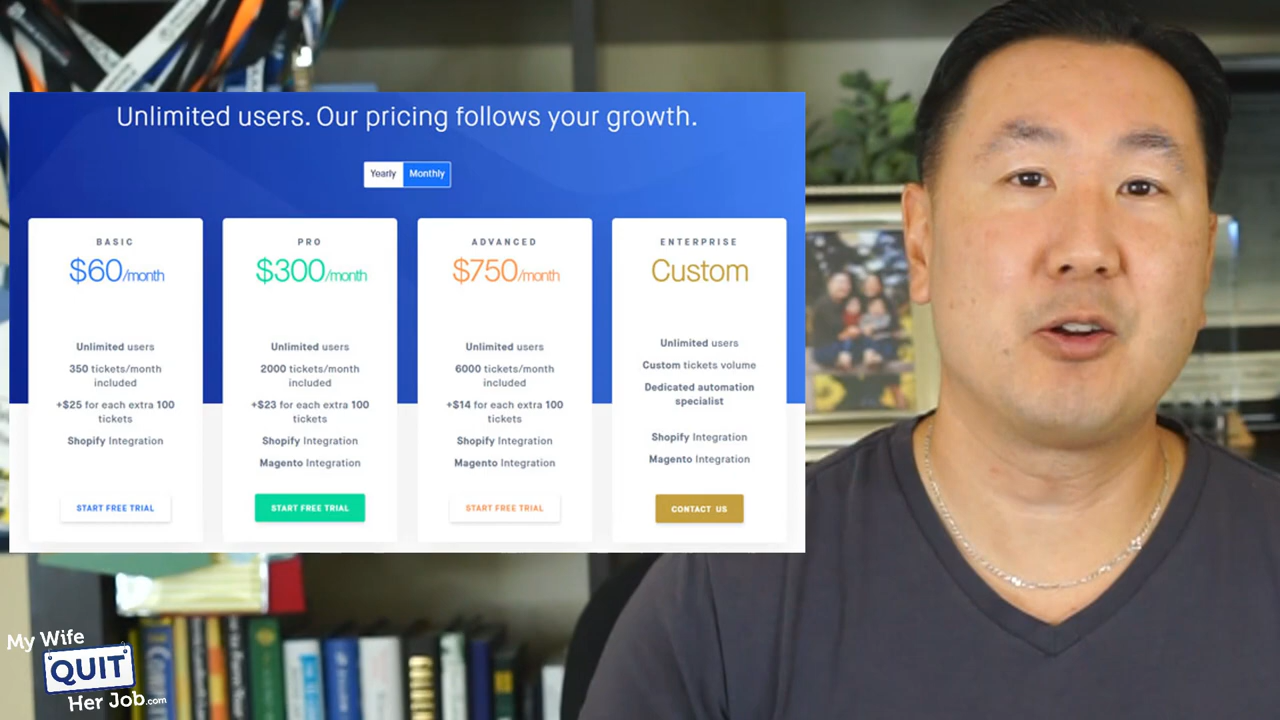 Unlimited users. Our pricing follows your growth.
Yearly
Monthly
BASIC
$60/month
Unlimited users
350 tickets/month
included
+$25 for each extra 100
tickets
Shopify Integration
START FREE TRIAL
PRO
$300/month
Unlimited users
2000 tickets/month
included
+$23 for each extra 100
tickets
Shopify Integration
Magento Integration
START FREE TRIAL
ADVANCED
$750/month
Unlimited users
6000 tickets/month
included
+$14 for each extra 100
tickets
Shopify Integration
Magento Integration
START FREE TRIAL
ENTERPRISE
Custom
Unlimited users
Custom tickets volume
Dedicated automation
specialist
Shopify Integration
Magento Integration
CONTACT US
My Wife
QUIT
Her Job.com